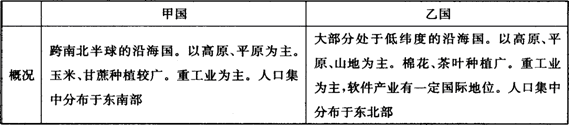 甲国
乙国
概况
跨南北半球的沿海国。以高原、平原为主。
玉米、甘蔗种植较广。重工业为主。人口集
中分布于东南部
大部分处于低纬度的沿海国。以高原、平
原、山地为主。棉花、茶叶种植广。重工业
为主,软件产业有一定国际地位。人口集中
分布于东北部